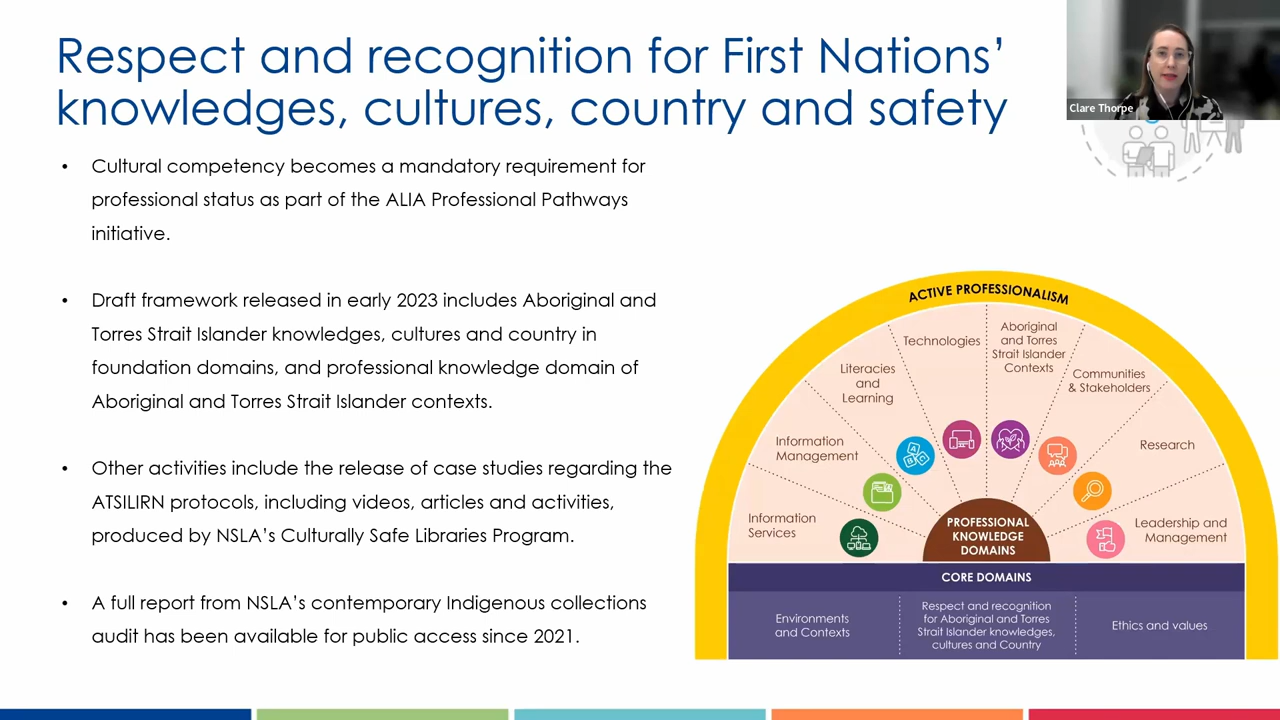 Respect and recognition for First Nations’
knowledges, cultures, country and safety
Clare Thorpe
• Cultural competency becomes a mandatory requirement for
professional status as part of the ALIA Professional Pathways
initiative.
• Draft framework released in early 2023 includes Aboriginal and
Torres Strait Islander knowledges, cultures and country in
foundation domains, and professional knowledge domain of
Aboriginal and Torres Strait Islander contexts.
• Other activities include the release of case studies regarding the
ATSILIRN protocols, including videos, articles and activities,
produced by NSLA’s Culturally Safe Libraries Program.
• A full report from NSLA’s contemporary Indigenous collections
audit has been available for public access since 2021.
ACTIVE PROFESSIONALISM
Information
Services
Information
Management
Literacies
and
Learning
Technologies
Aboriginal
and Torres
Strait Islander
Contexts
Communities
& Stakeholders
Research
Leadership and
Management
A
B
C
PROFESSIONAL
KNOWLEDGE
DOMAINS
CORE DOMAINS
Environments
and Contexts
Respect and recognition
for Aboriginal and Torres
Strait Islander knowledges,
cultures and Country
Ethics and values